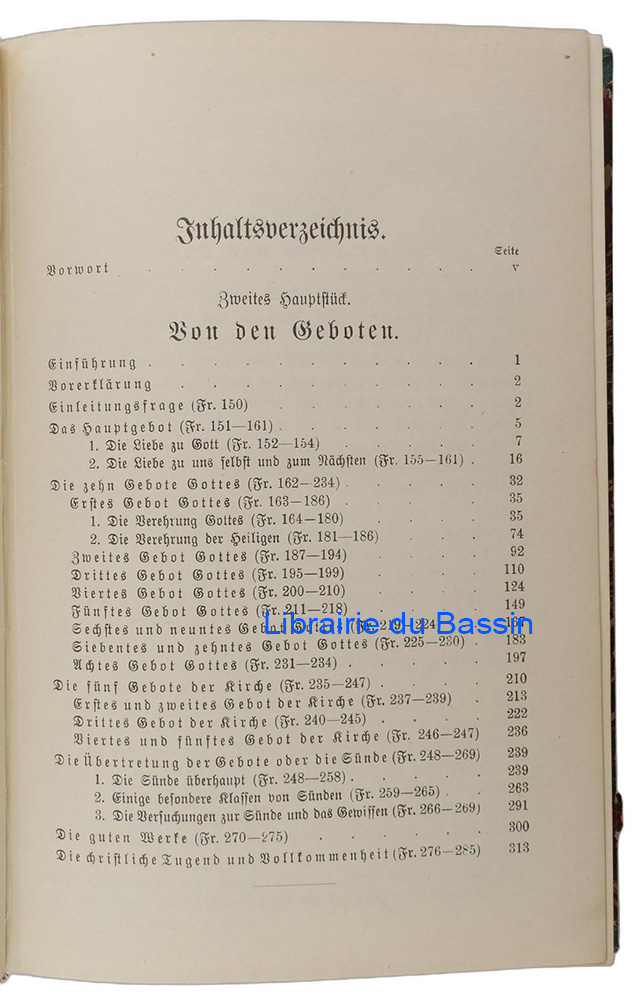 Inhaltsverzeichnis.
Seite
Vorwort . . . . . . . . . . . V
Zweites Hauptstück.
Von den Geboten.
Einführung . . . . . . . . . . . 1
Vorerklärung . . . . . . . . . . 2
Einleitungsfrage (Fr. 150) . . . . . . . 2
Das Hauptgebot (Fr. 151—161) . . . . . . . 5
1. Die Liebe zu Gott (Fr. 152—154) . . . . . 7
2. Die Liebe zu uns selbst und zum Nächsten (Fr. 155—161) . 16
Die zehn Gebote Gottes (Fr. 162—234) . . . . . 32
Erstes Gebot Gottes (Fr. 163—186) . . . . . 35
1. Die Verehrung Gottes (Fr. 164—180) . . . . 35
2. Die Verehrung der Heiligen (Fr. 181—186) . . . 74
Zweites Gebot Gottes (Fr. 187—194) . . . . 92
Drittes Gebot Gottes (Fr. 195—199) . . . . 110
Viertes Gebot Gottes (Fr. 200—210) . . . . 124
Fünftes Gebot Gottes (Fr. 211—218) . . . . 149
Sechstes und neuntes Gebot (Fr. 219—224)
Librairie du Bassin
Siebentes und zehntes Gebot Gottes (Fr. 225—230) . 183
Achtes Gebot Gottes (Fr. 231—234) . . . . . 197
Die fünf Gebote der Kirche (Fr. 235—247) . . . . 210
Erstes und zweites Gebot der Kirche (Fr. 237—239) . 213
Drittes Gebot der Kirche (Fr. 240—245) . . . . 222
Viertes und fünftes Gebot der Kirche (Fr. 246—247) 236
Die Übertretung der Gebote oder die Sünde (Fr. 248—269) 239
1. Die Sünde überhaupt (Fr. 248—258) . . . . . 239
2. Einige besondere Klassen von Sünden (Fr. 259—265) . . 263
3. Die Versuchungen zur Sünde und das Gewissen (Fr. 266—269) 291
Die guten Werke (Fr. 270—275) . . . . . 300
Die christliche Tugend und Vollkommenheit (Fr. 276—285) 313